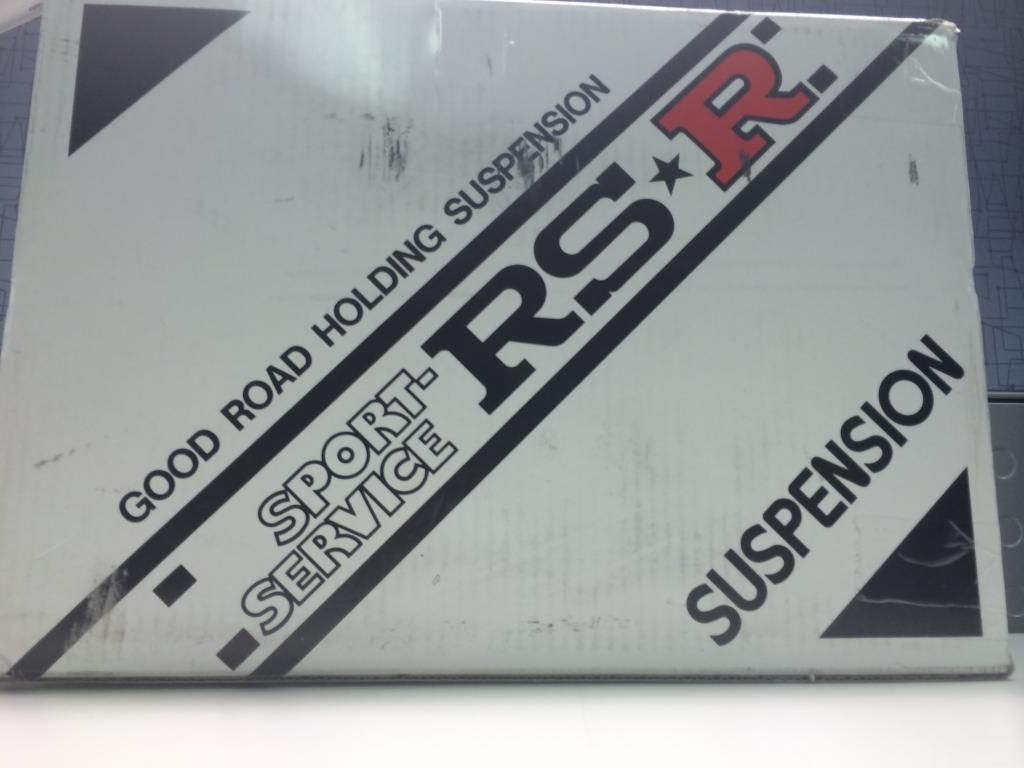 GOOD ROAD HOLDING SUSPENSION
RS★R.
SPORT-
SERVICE
SUSPENSION